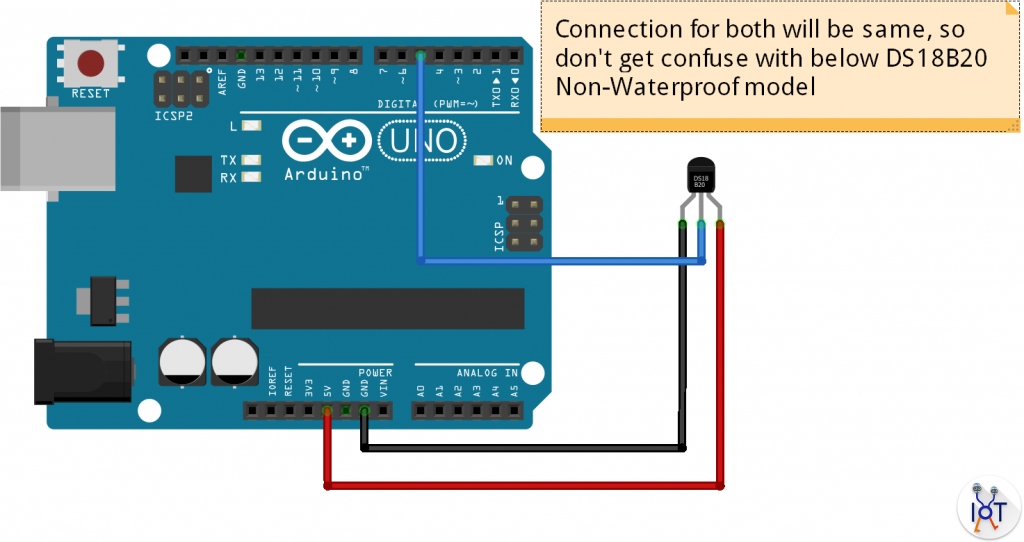 Connection for both will be same, so
don't get confuse with below DS18B20
Non-Waterproof model
RESET
ICSP2
AREF
GND
13
12
~11
~10
~9
8
7
~6
4
~3
2
TX0▶1
RX0◀0
DIGITAL (PWM=~)
L
TX
RX
UNO
Arduino™
ON
1
ICSP
DS18
B20
IOREF
RESET
3V3
5V
GND
GND
VIN
POWER
ANALOG IN
A0
A1
A2
A3
A4
A5
IOT